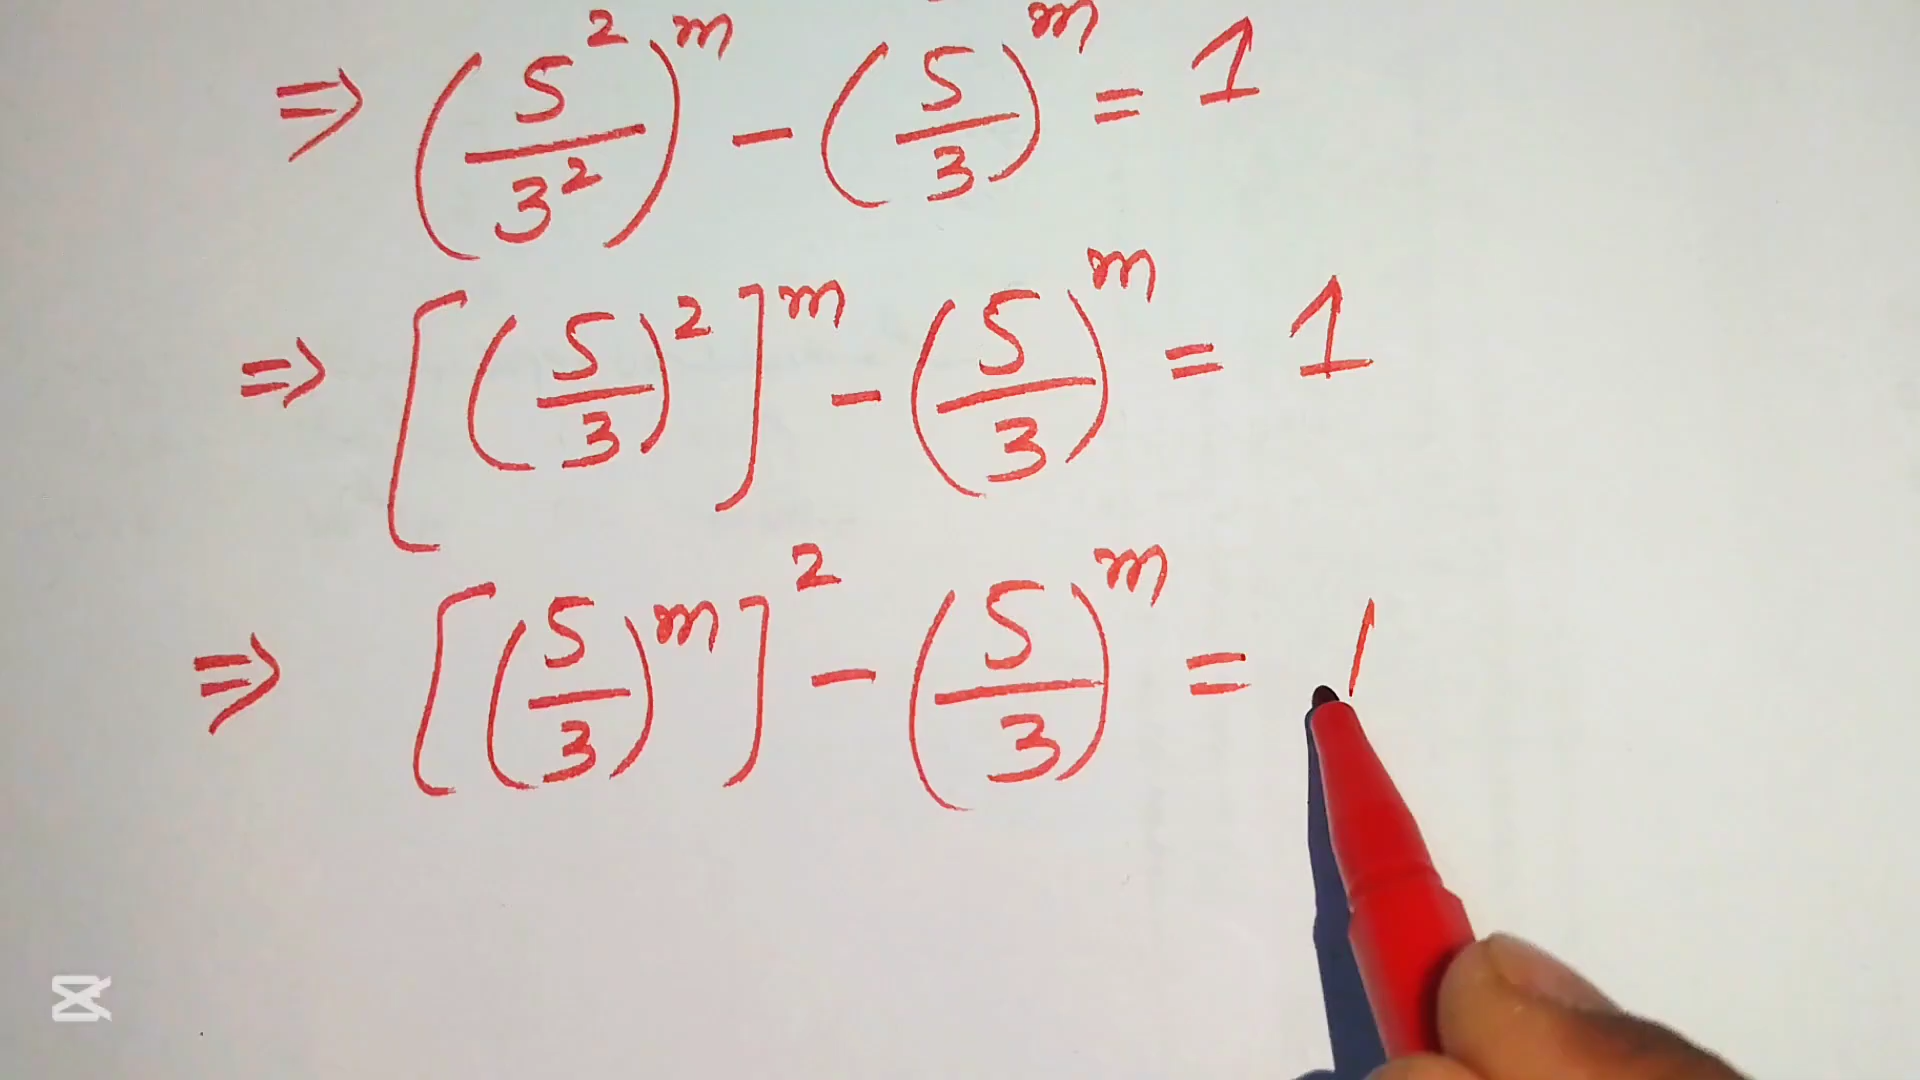 ⇒ (5²/3²)^m - (5/3)^m = 1
⇒ [(5/3)²]^m - (5/3)^m = 1
⇒ [(5/3)^m]² - (5/3)^m = 1